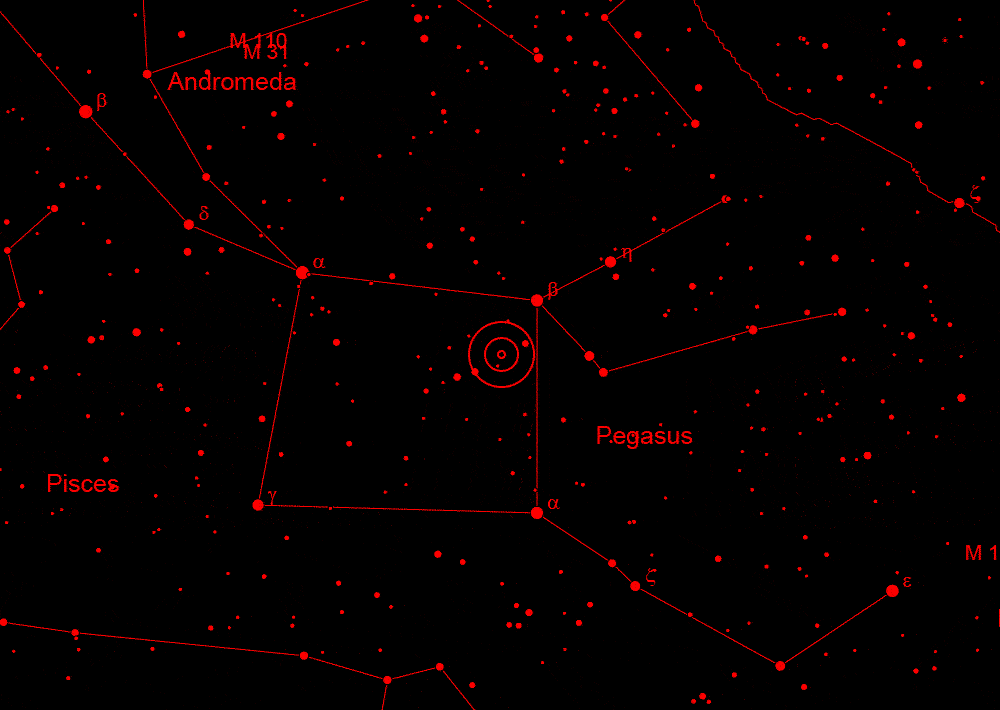 M 110
M 31
Andromeda
β
ζ
δ
η
α
β
Pegasus
Pisces
γ
α
M 1
ζ
ε